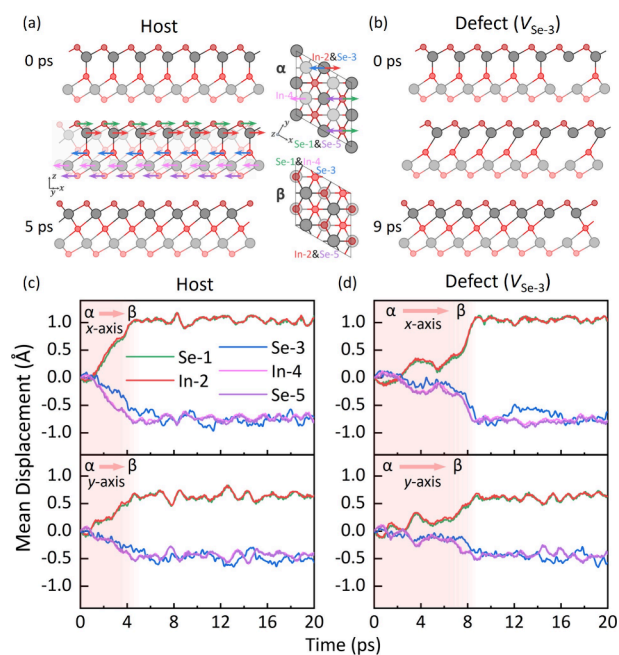 (a)
Host
(b)
Defect (VSe-3)
0 ps
In-2&Se-3
α
In-4
Se-1
&Se-5
z y x
0 ps
z
y x
Se-1&In-4
Se-3
β
In-2&Se-5
5 ps
9 ps
(c)
Host
(d)
Defect (VSe-3)
Mean Displacement (Å)
α β
x-axis
Se-1
In-2
Se-3
In-4
Se-5
1.0
0.5
0.0
-0.5
-1.0
α β
x-axis
α β
y-axis
1.0
0.5
0.0
-0.5
-1.0
α β
y-axis
0 4 8 12 16 20
0 4 8 12 16 20
Time (ps)